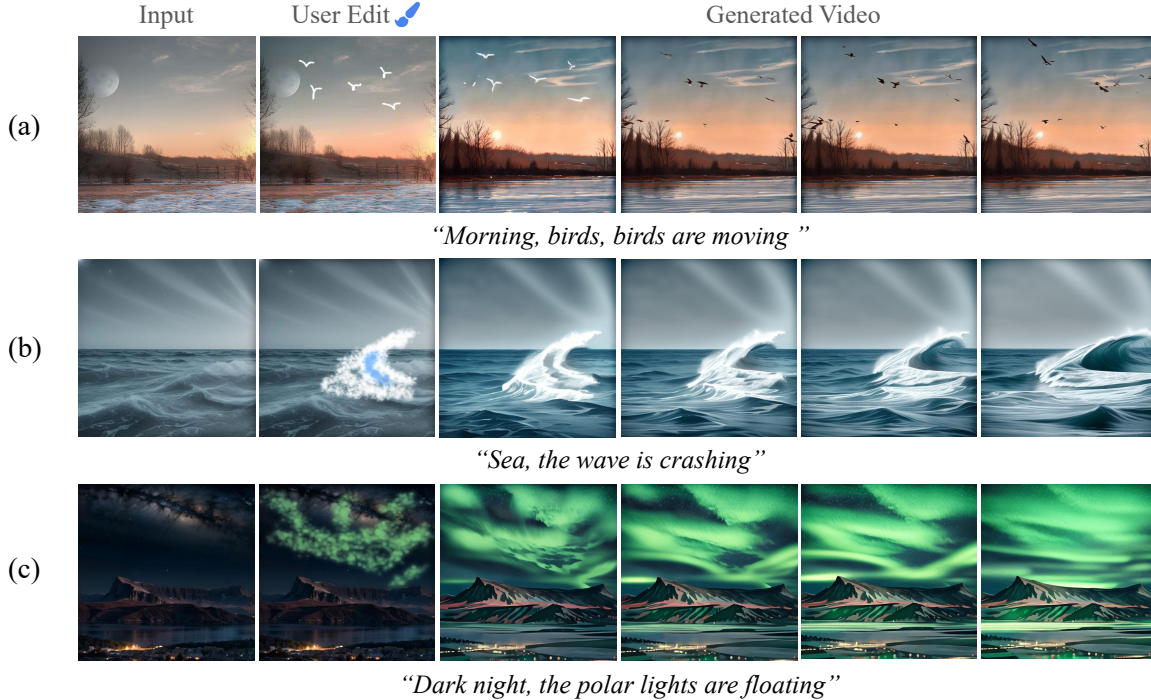 Input User Edit Generated Video
(a)
“Morning, birds, birds are moving ”
(b)
“Sea, the wave is crashing”
(c)
“Dark night, the polar lights are floating”